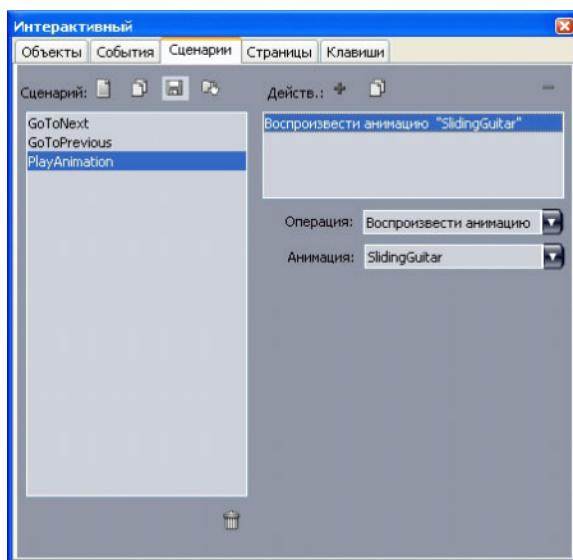 Интерактивный
Объекты События Сценарии Страницы Клавиши
Сценарий: Действ.:
GoToNext
GoToPrevious
PlayAnimation
Воспроизвести анимацию "SlidingGuitar"
Операция: Воспроизвести анимацию
Анимация: SlidingGuitar